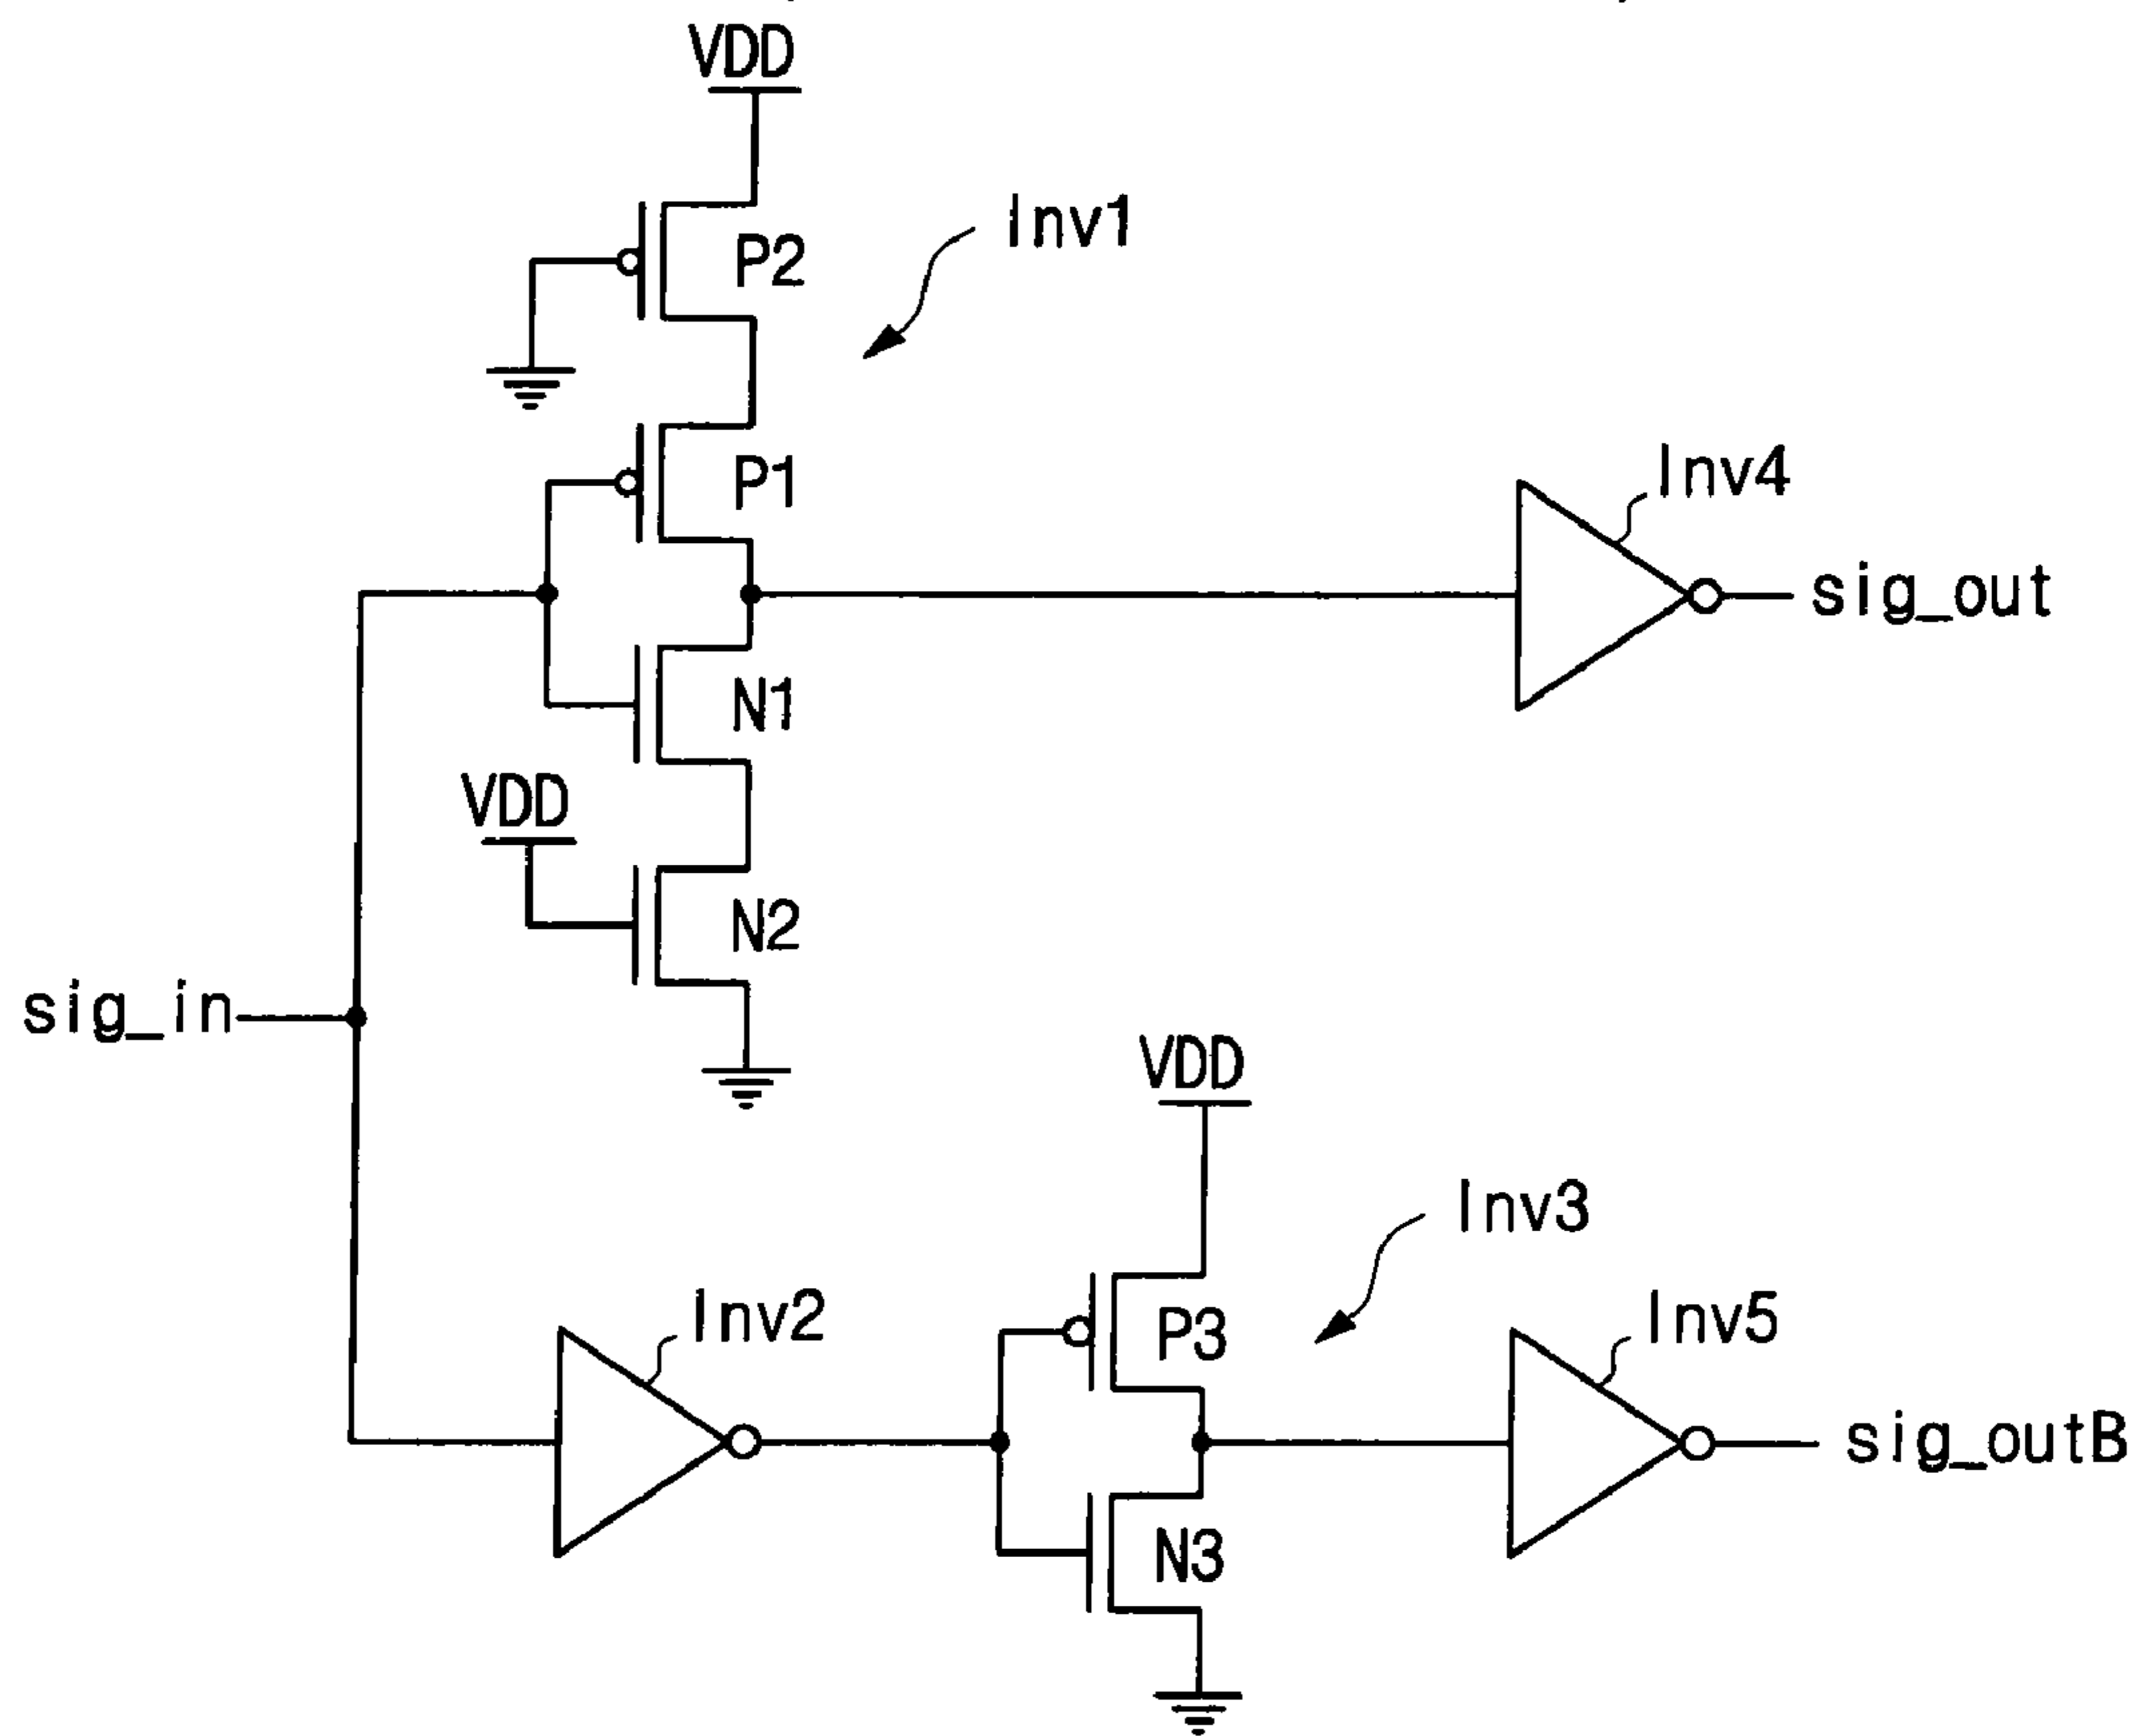 VDD
Inv1
P2
Inv4
P1
sig_out
N1
VDD
N2
sig_in
VDD
Inv3
Inv2
P3
Inv5
sig_outB
N3